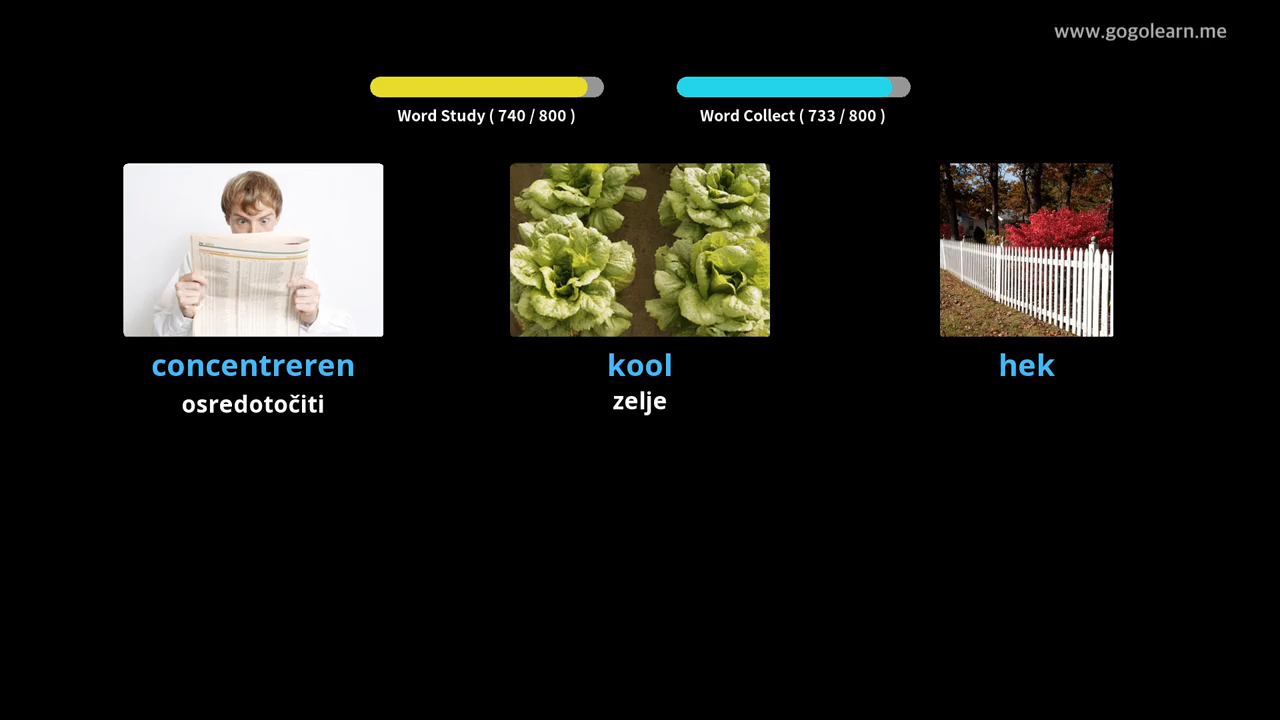 www.gogolearn.me
Word Study ( 740 / 800 )
Word Collect ( 733 / 800 )
concentreren
kool
hek
osredotočiti
zelje